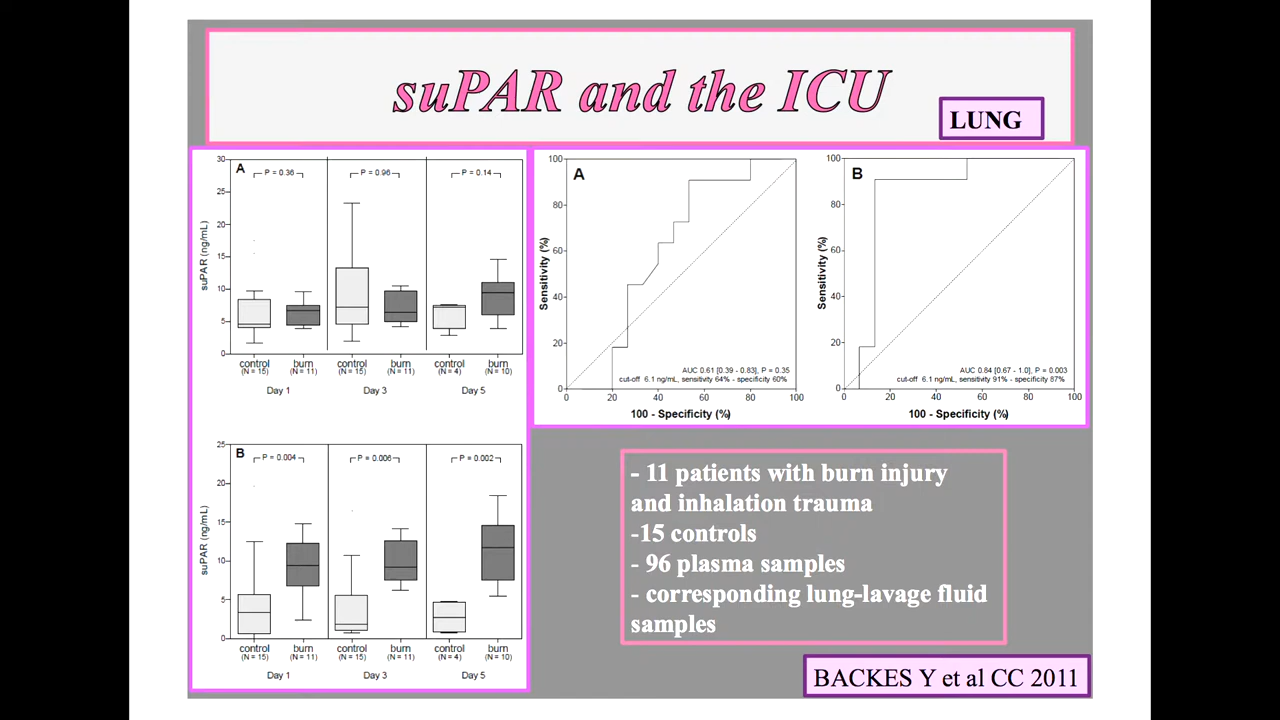 suPAR and the ICU
LUNG
A
P = 0.36
P = 0.96
P = 0.14
suPAR (ng/mL)
30
25
20
15
10
5
0
control
(N = 15)
burn
(N = 11)
control
(N = 15)
burn
(N = 11)
control
(N = 4)
burn
(N = 10)
Day 1
Day 3
Day 5
B
P = 0.004
P = 0.006
P = 0.002
suPAR (ng/mL)
25
20
15
10
5
0
control
(N = 15)
burn
(N = 11)
control
(N = 15)
burn
(N = 11)
control
(N = 4)
burn
(N = 10)
Day 1
Day 3
Day 5
A
Sensitivity (%)
100
80
60
40
20
0
AUC 0.61 [0.39 - 0.83], P = 0.35
cut-off 6.1 ng/mL, sensitivity 64% - specificity 60%
0 20 40 60 80 100
100 - Specificity (%)
B
Sensitivity (%)
100
80
60
40
20
0
AUC 0.84 [0.67 - 1.0], P = 0.003
cut-off 6.1 ng/mL, sensitivity 91% - specificity 87%
0 20 40 60 80 100
100 - Specificity (%)
- 11 patients with burn injury
and inhalation trauma
-15 controls
- 96 plasma samples
- corresponding lung-lavage fluid
samples
BACKES Y et al CC 2011